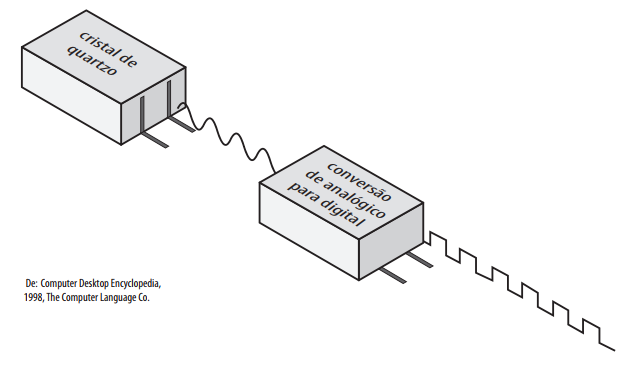 cristal de
quartzo
conversão
de analógico
para digital
De: Computer Desktop Encyclopedia,
1998, The Computer Language Co.